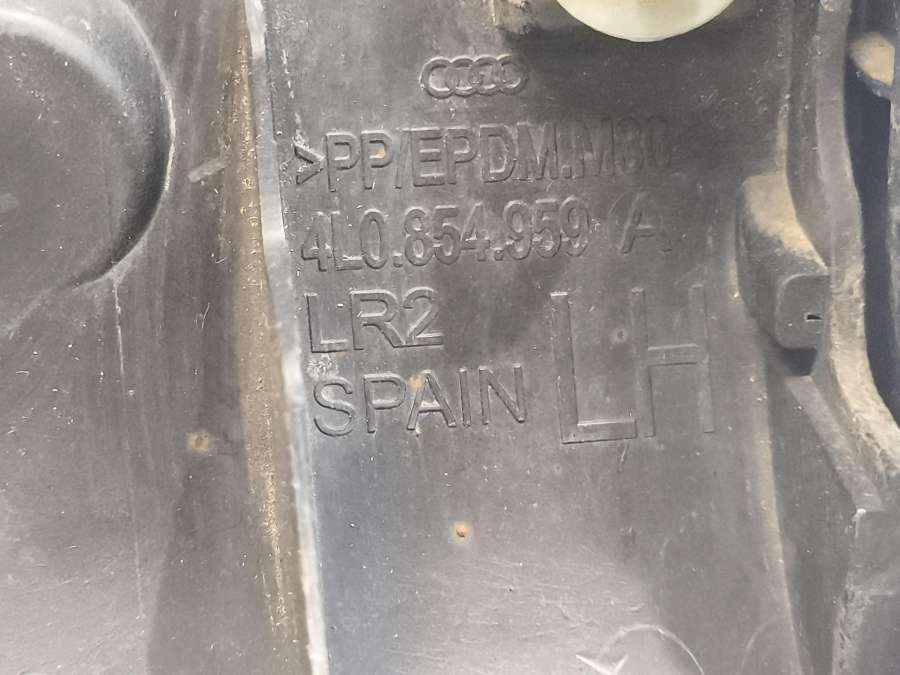 >PP/EPDM.M30
4L0.854.959 A
LR2
SPAIN
LH